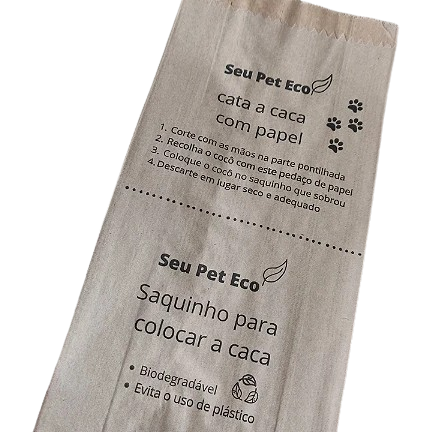 Seu Pet Eco
cata a caca
com papel
1. Corte com as mãos na parte pontilhada
2. Recolha o cocô com este pedaço de papel
3. Coloque o cocô no saquinho que sobrou
4. Descarte em lugar seco e adequado
Seu Pet Eco
Saquinho para
colocar a caca
• Biodegradável
• Evita o uso de plástico